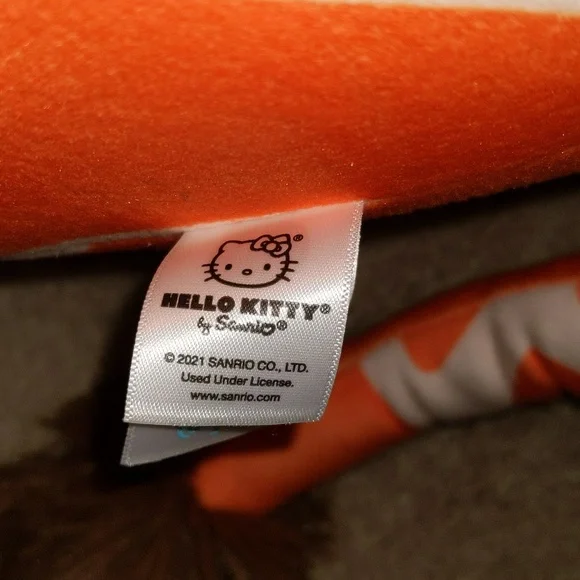 ®
HELLO KITTY®
by Sanrio®
© 2021 SANRIO CO., LTD.
Used Under License.
www.sanrio.com